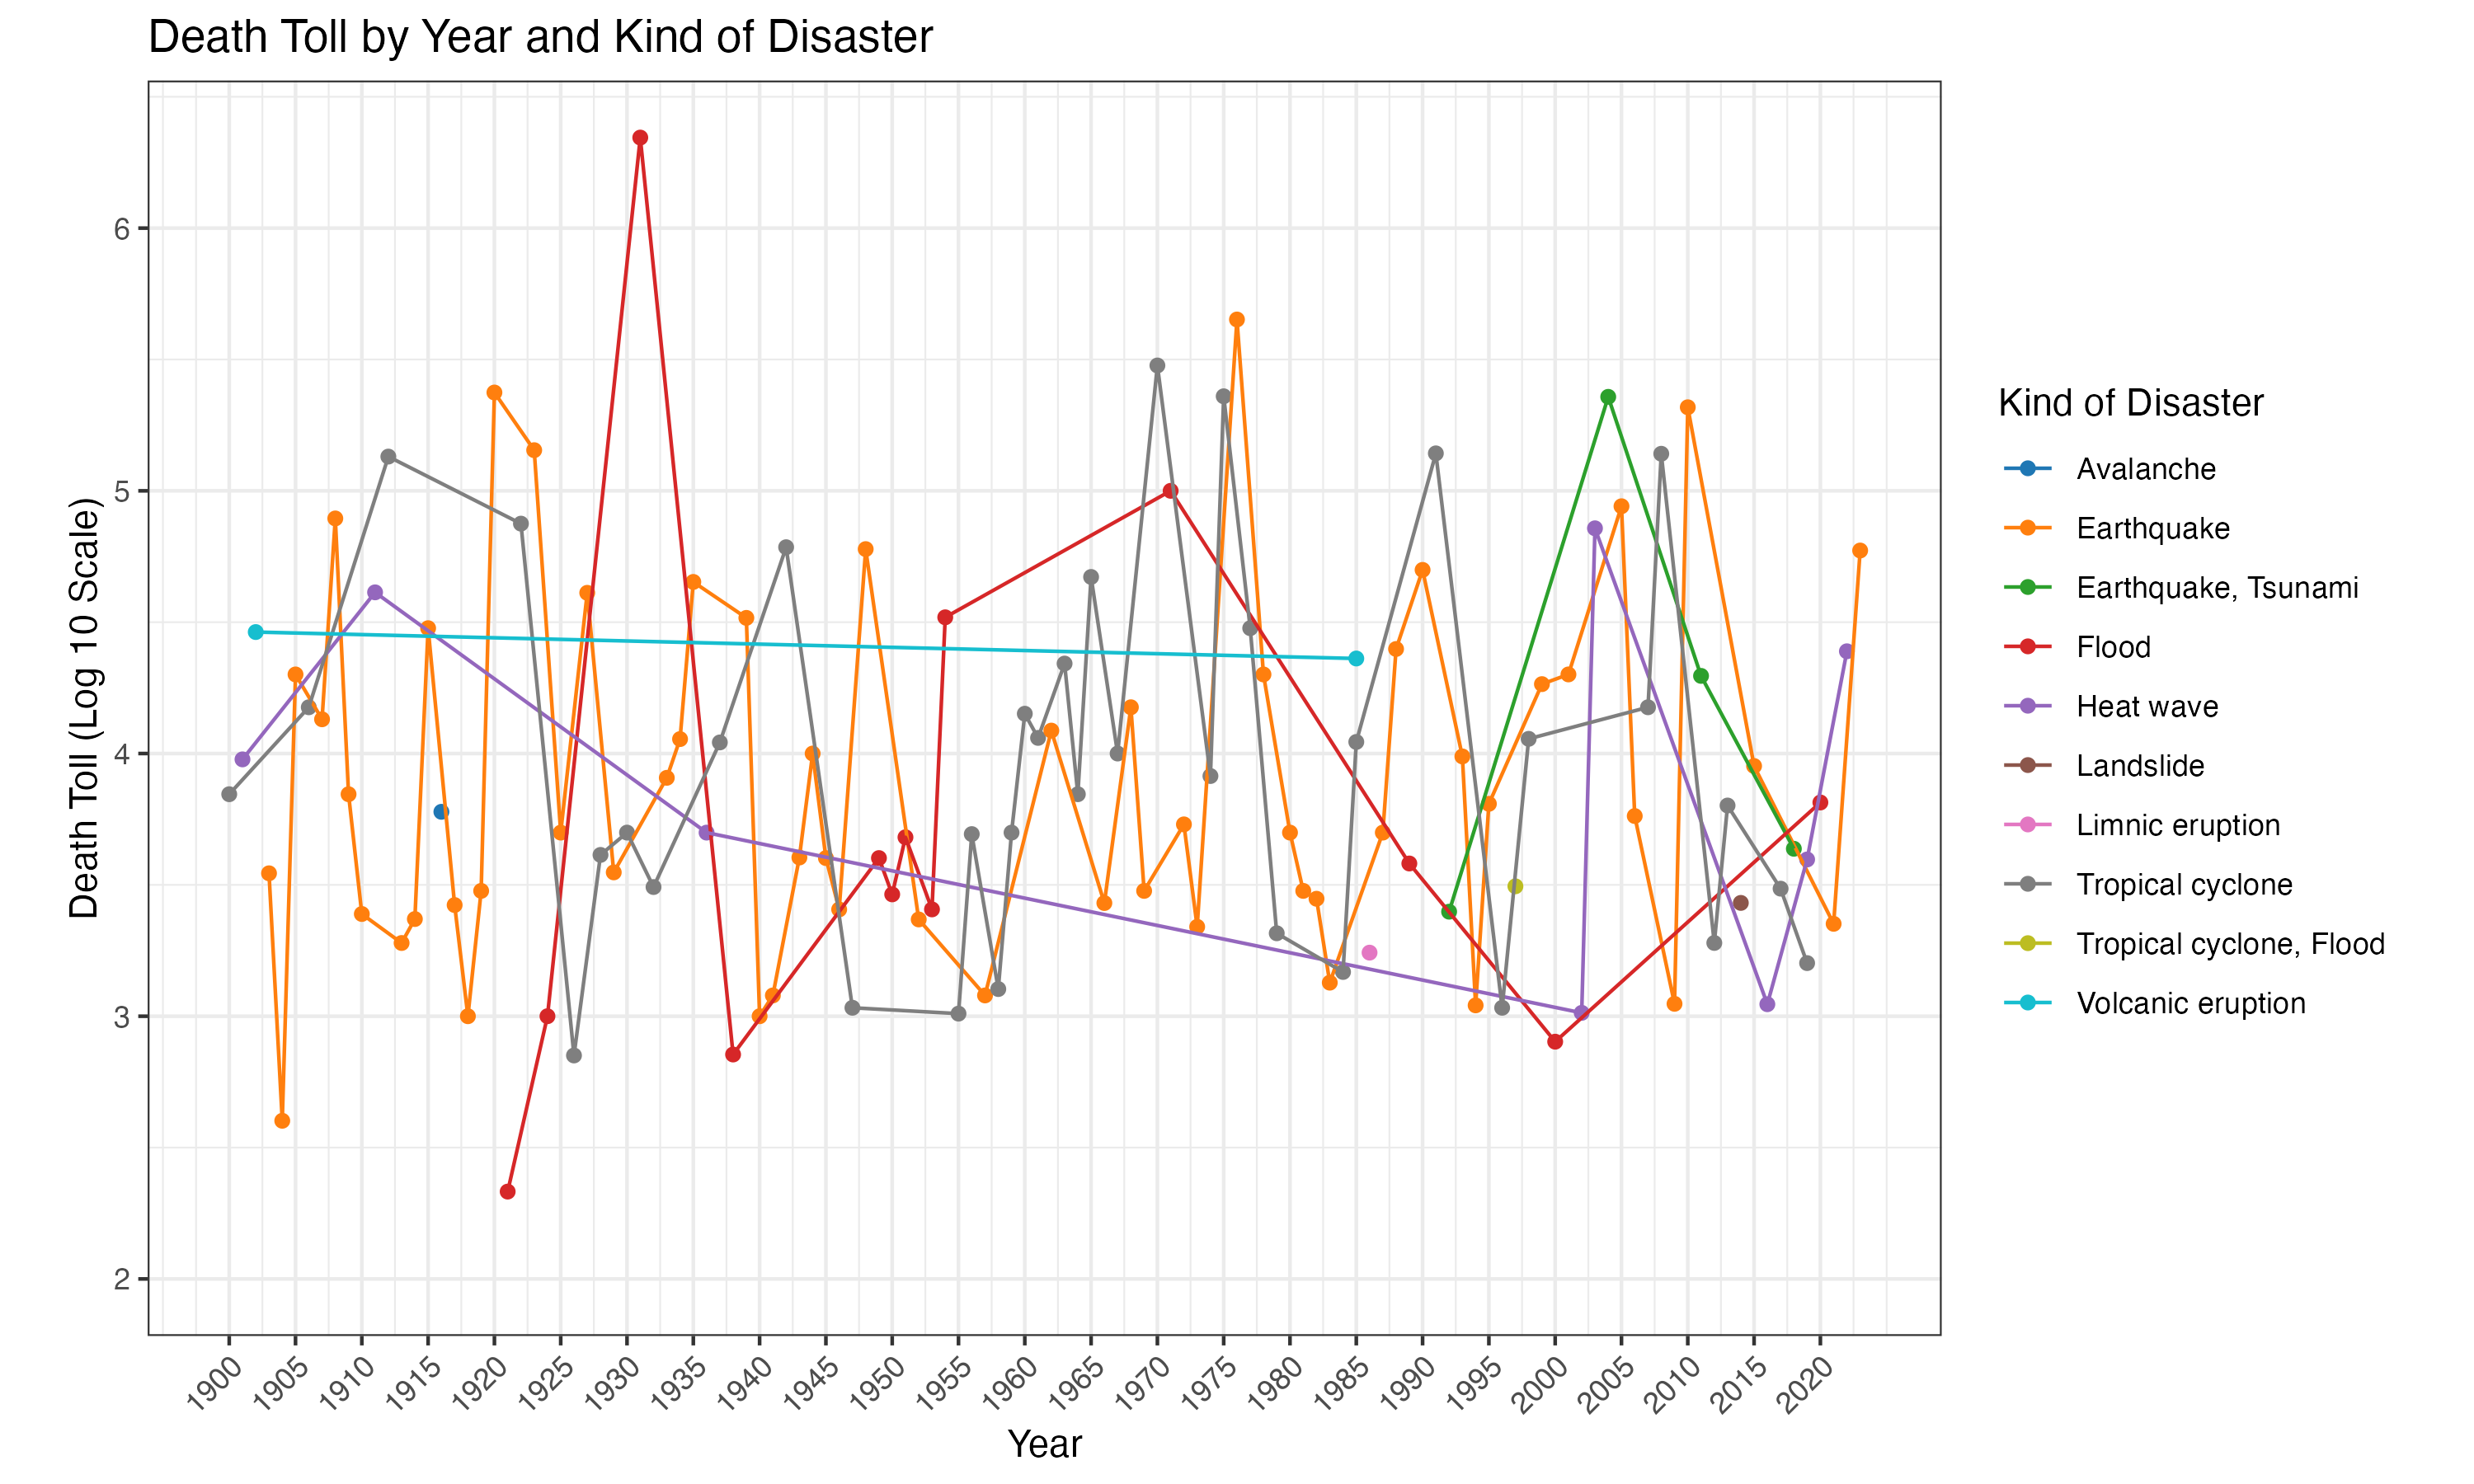 Death Toll by Year and Kind of Disaster
Death Toll (Log 10 Scale)
6
5
4
3
2
1900 1905 1910 1915 1920 1925 1930 1935 1940 1945 1950 1955 1960 1965 1970 1975 1980 1985 1990 1995 2000 2005 2010 2015 2020
Year
Kind of Disaster
Avalanche
Earthquake
Earthquake, Tsunami
Flood
Heat wave
Landslide
Limnic eruption
Tropical cyclone
Tropical cyclone, Flood
Volcanic eruption